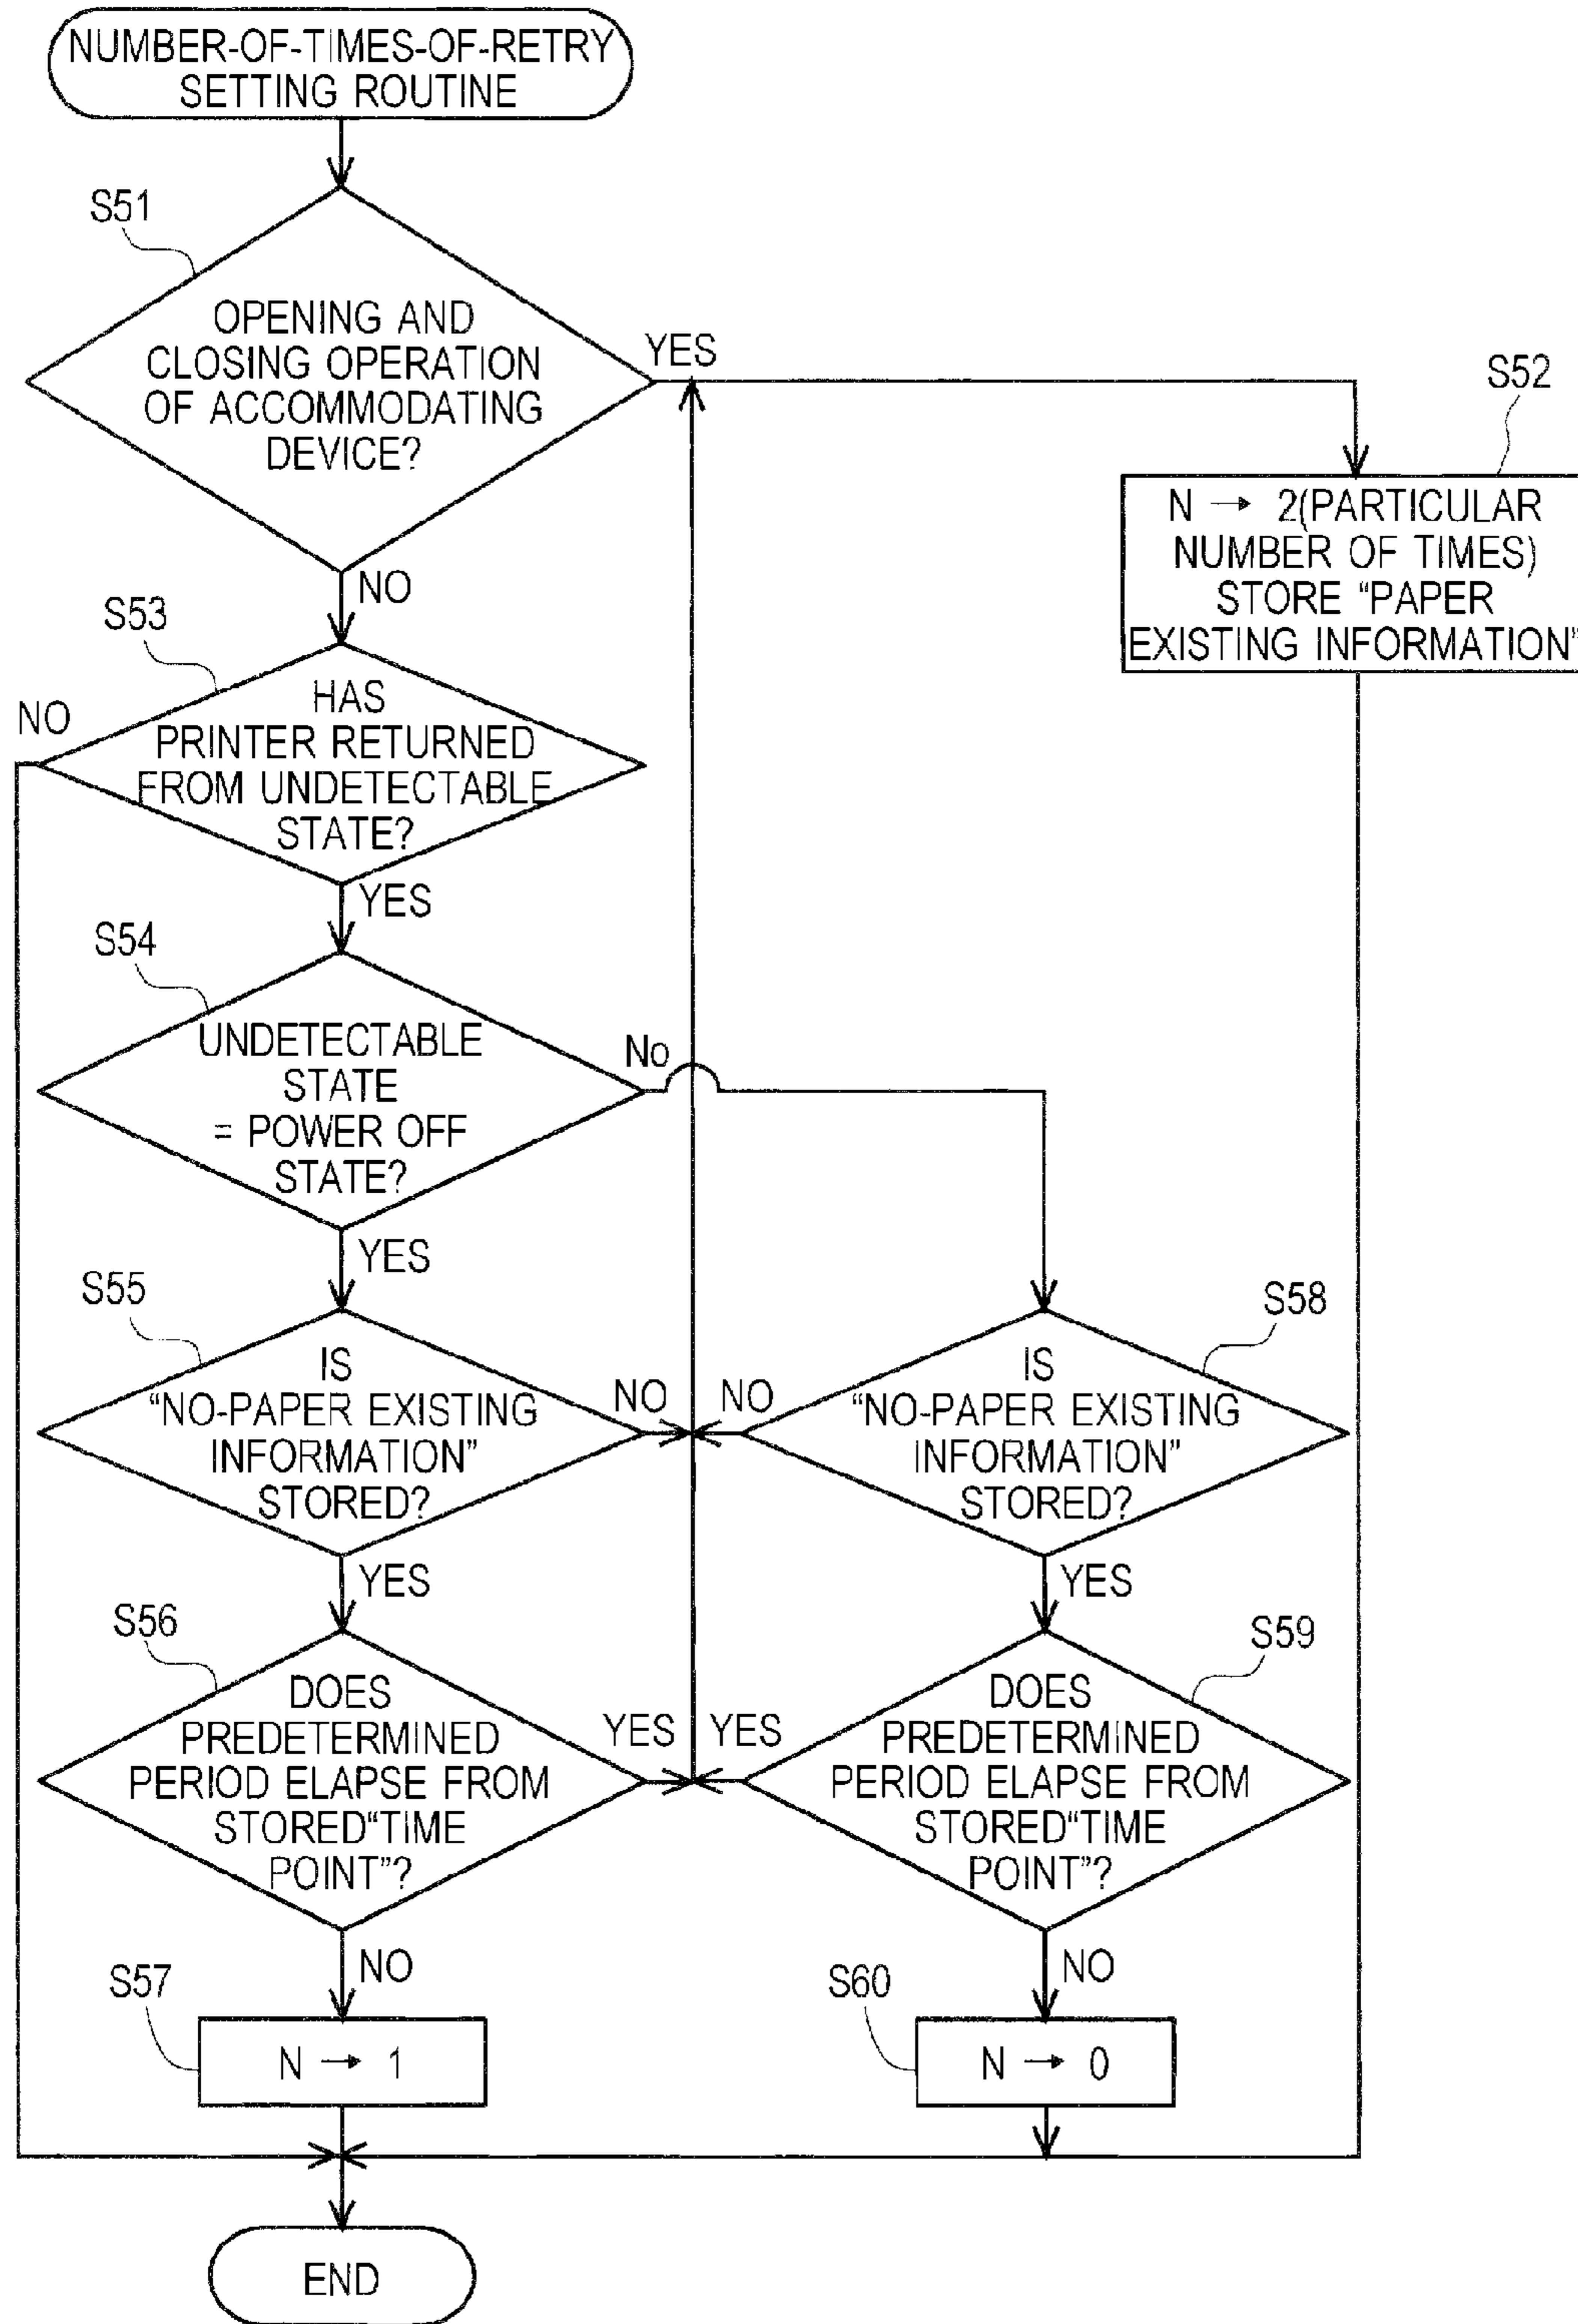 NUMBER-OF-TIMES-OF-RETRY
SETTING ROUTINE
S51
OPENING AND
CLOSING OPERATION
OF ACCOMMODATING
DEVICE?
YES
S52
N → 2(PARTICULAR
NUMBER OF TIMES)
STORE “PAPER
EXISTING INFORMATION”
NO
S53
NO
HAS
PRINTER RETURNED
FROM UNDETECTABLE
STATE?
YES
S54
UNDETECTABLE
STATE
= POWER OFF
STATE?
No
YES
S55
IS
“NO-PAPER EXISTING
INFORMATION”
STORED?
NO
NO
S58
IS
“NO-PAPER EXISTING
INFORMATION”
STORED?
YES
YES
S56
DOES
PREDETERMINED
PERIOD ELAPSE FROM
STORED“TIME
POINT”?
YES
YES
S59
DOES
PREDETERMINED
PERIOD ELAPSE FROM
STORED“TIME
POINT”?
NO
NO
S57
N → 1
S60
N → 0
END